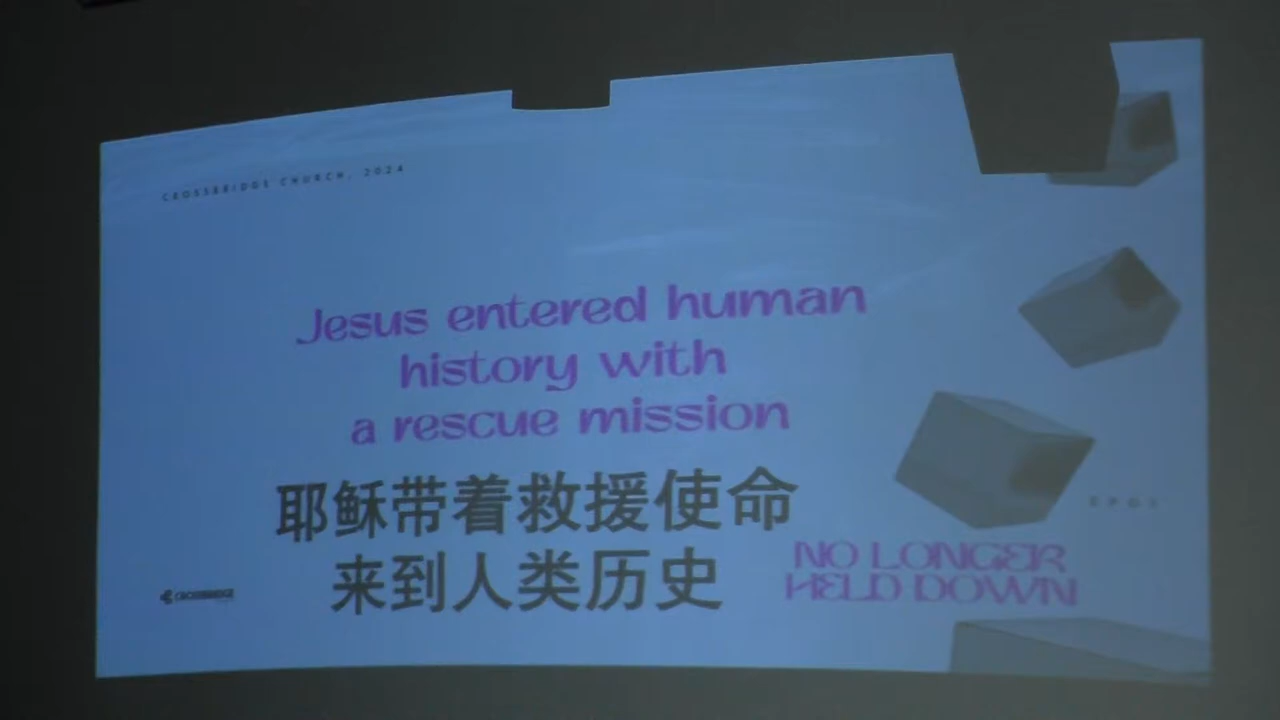 CROSSBRIDGE CHURCH, 2024
Jesus entered human
history with
a rescue mission
耶稣带着救援使命
来到人类历史
NO LONGER
HELD DOWN
CROSSBRIDGE